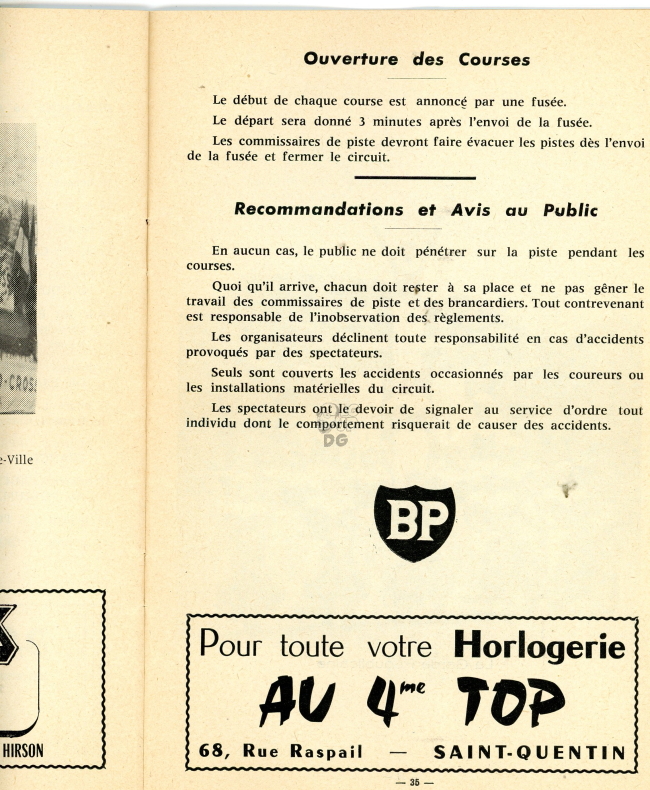 O-CROSS
e-Ville
HIRSON
Ouverture des Courses
Le début de chaque course est annoncé par une fusée.
Le départ sera donné 3 minutes après l'envoi de la fusée.
Les commissaires de piste devront faire évacuer les pistes dès l'envoi
de la fusée et fermer le circuit.
Recommandations et Avis au Public
En aucun cas, le public ne doit pénétrer sur la piste pendant les
courses.
Quoi qu'il arrive, chacun doit rester à sa place et ne pas gêner le
travail des commissaires de piste et des brancardiers. Tout contrevenant
est responsable de l'inobservation des règlements.
Les organisateurs déclinent toute responsabilité en cas d'accidents
provoqués par des spectateurs.
Seuls sont couverts les accidents occasionnés par les coureurs ou
les installations matérielles du circuit.
Les spectateurs ont le devoir de signaler au service d'ordre tout
individu dont le comportement risquerait de causer des accidents.
DG
BP
Pour toute votre Horlogerie
AU 4me TOP
68, Rue Raspail — SAINT-QUENTIN
— 35 —